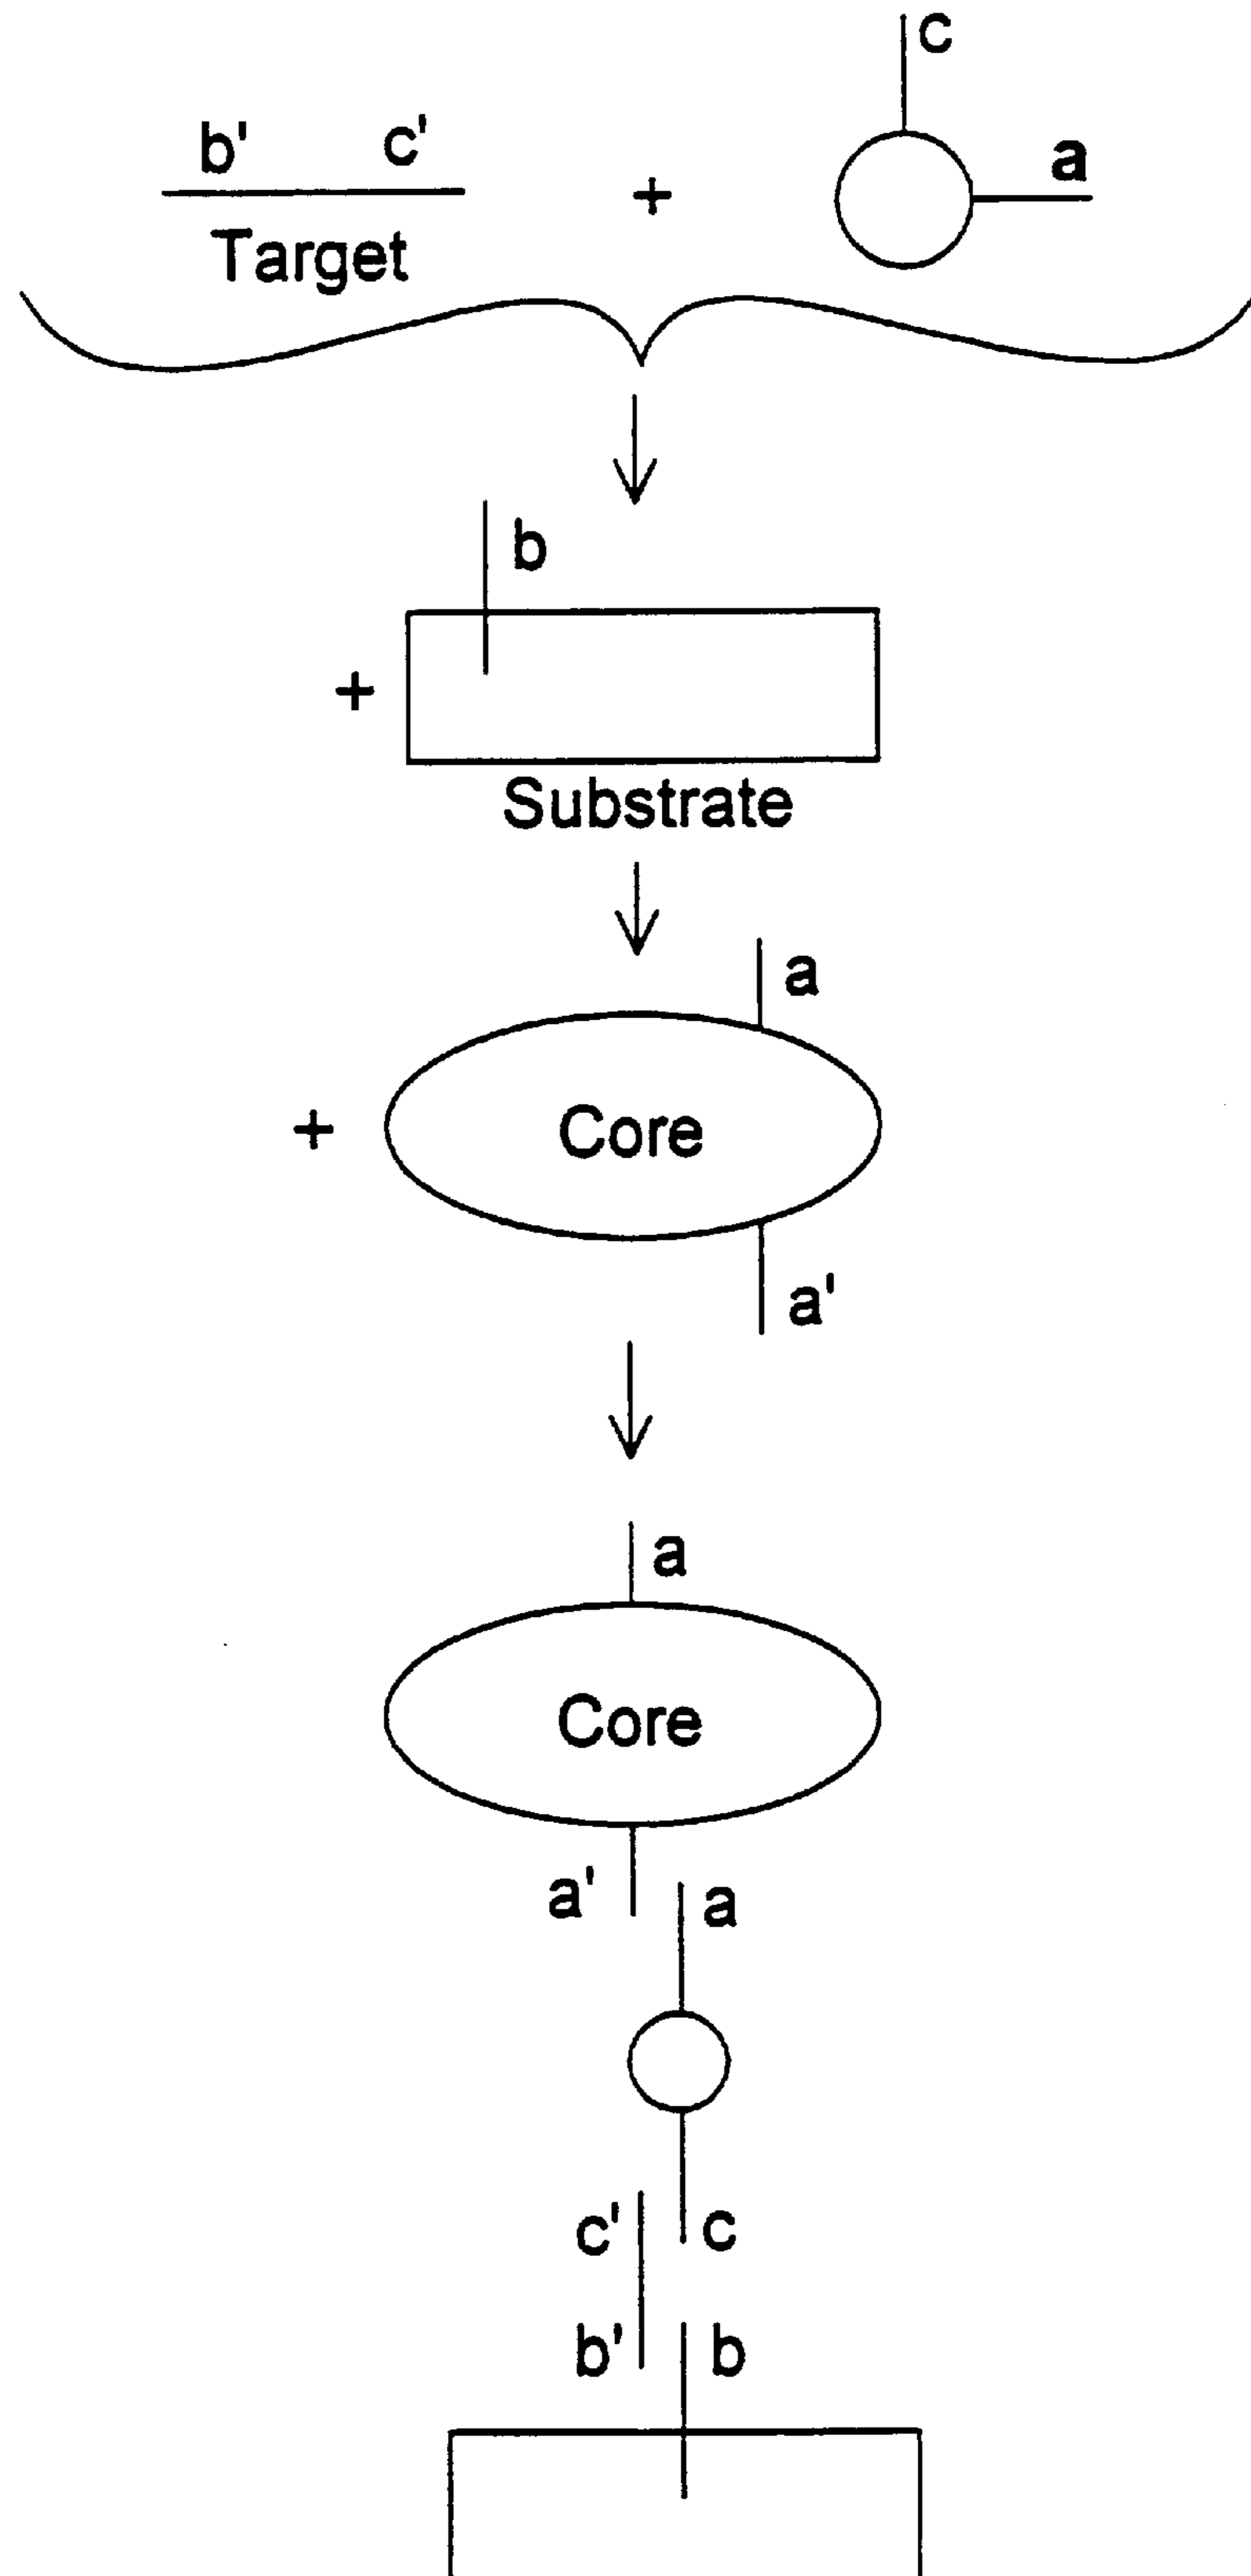 c
b' c' + a
Target
b
+
Substrate
a
+ Core
a'
a
Core
a' a
c' c
b' b